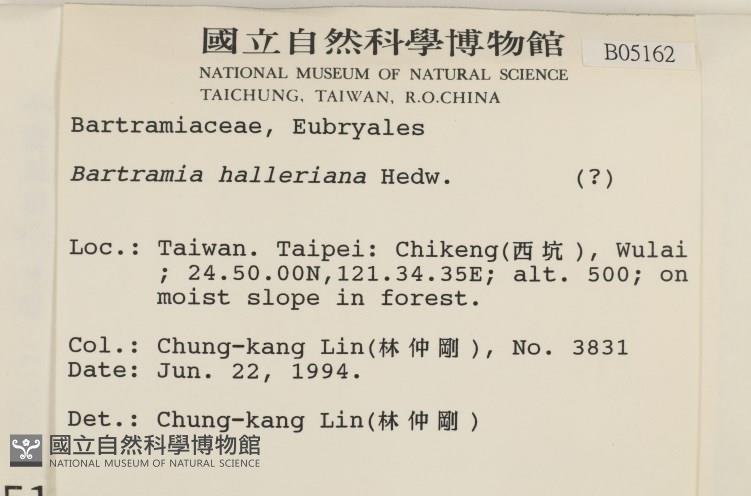 國立自然科學博物館
B05162
NATIONAL MUSEUM OF NATURAL SCIENCE
TAICHUNG, TAIWAN, R.O.CHINA
Bartramiaceae, Eubryales
Bartramia halleriana Hedw. (?)
Loc.: Taiwan. Taipei: Chikeng(西坑), Wulai
; 24.50.00N,121.34.35E; alt. 500; on
moist slope in forest.
Col.: Chung-kang Lin(林仲剛), No. 3831
Date: Jun. 22, 1994.
Det.: Chung-kang Lin(林仲剛)
國立自然科學博物館
NATIONAL MUSEUM OF NATURAL SCIENCE